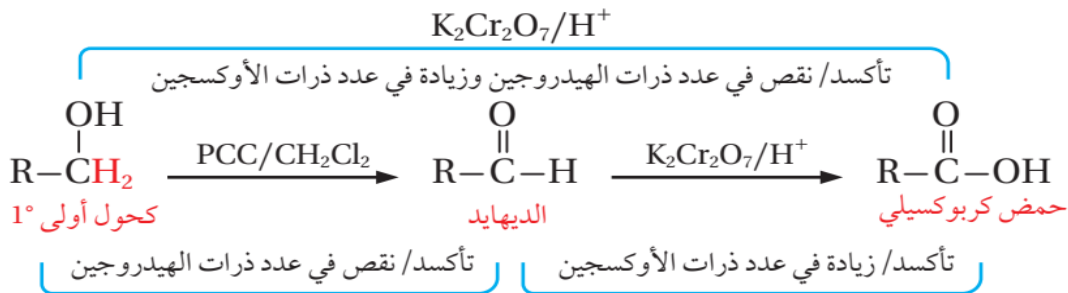 K₂Cr₂O₇/H⁺
تأكسد/ نقص في عدد ذرات الهيدروجين وزيادة في عدد ذرات الأوكسجين
OH O O
R–CH₂ PCC/CH₂Cl₂ R–C–H K₂Cr₂O₇/H⁺ R–C–OH
كحول أولى 1° الديهايد حمض كربوكسيلي
تأكسد/ نقص في عدد ذرات الهيدروجين تأكسد/ زيادة في عدد ذرات الأوكسجين